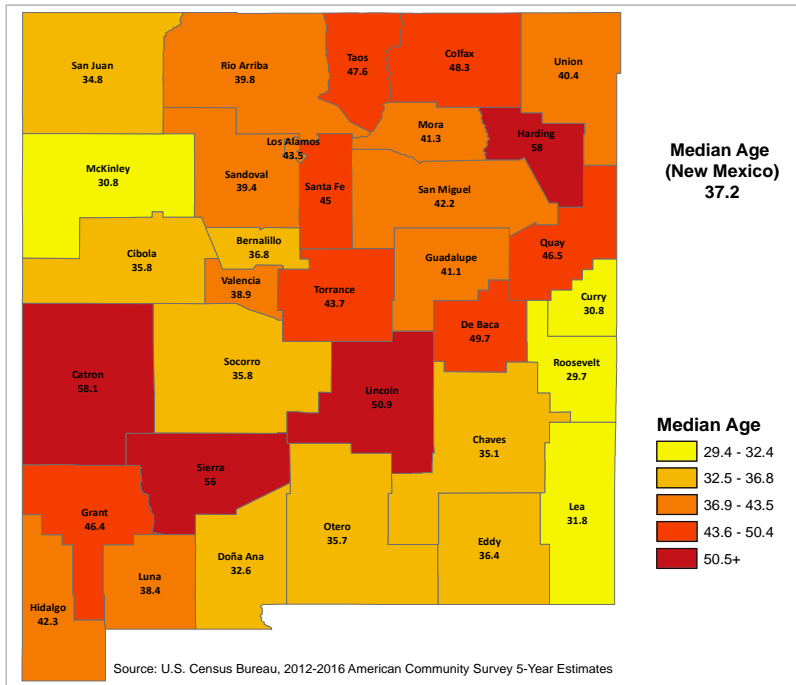 San Juan
34.8
Rio Arriba
39.8
Taos
47.6
Colfax
48.3
Union
40.4
Mora
41.3
Harding
58
Los Alamos
43.5
McKinley
30.8
Sandoval
39.4
Santa Fe
45
San Miguel
42.2
Median Age
(New Mexico)
37.2
Cibola
35.8
Bernalillo
36.8
Quay
46.5
Guadalupe
41.1
Valencia
38.9
Torrance
43.7
Curry
30.8
De Baca
49.7
Roosevelt
29.7
Catron
58.1
Socorro
35.8
Lincoln
50.9
Chaves
35.1
Sierra
56
Lea
31.8
Grant
46.4
Otero
35.7
Eddy
36.4
Doña Ana
32.6
Luna
38.4
Hidalgo
42.3
Median Age
29.4 - 32.4
32.5 - 36.8
36.9 - 43.5
43.6 - 50.4
50.5+
Source: U.S. Census Bureau, 2012-2016 American Community Survey 5-Year Estimates